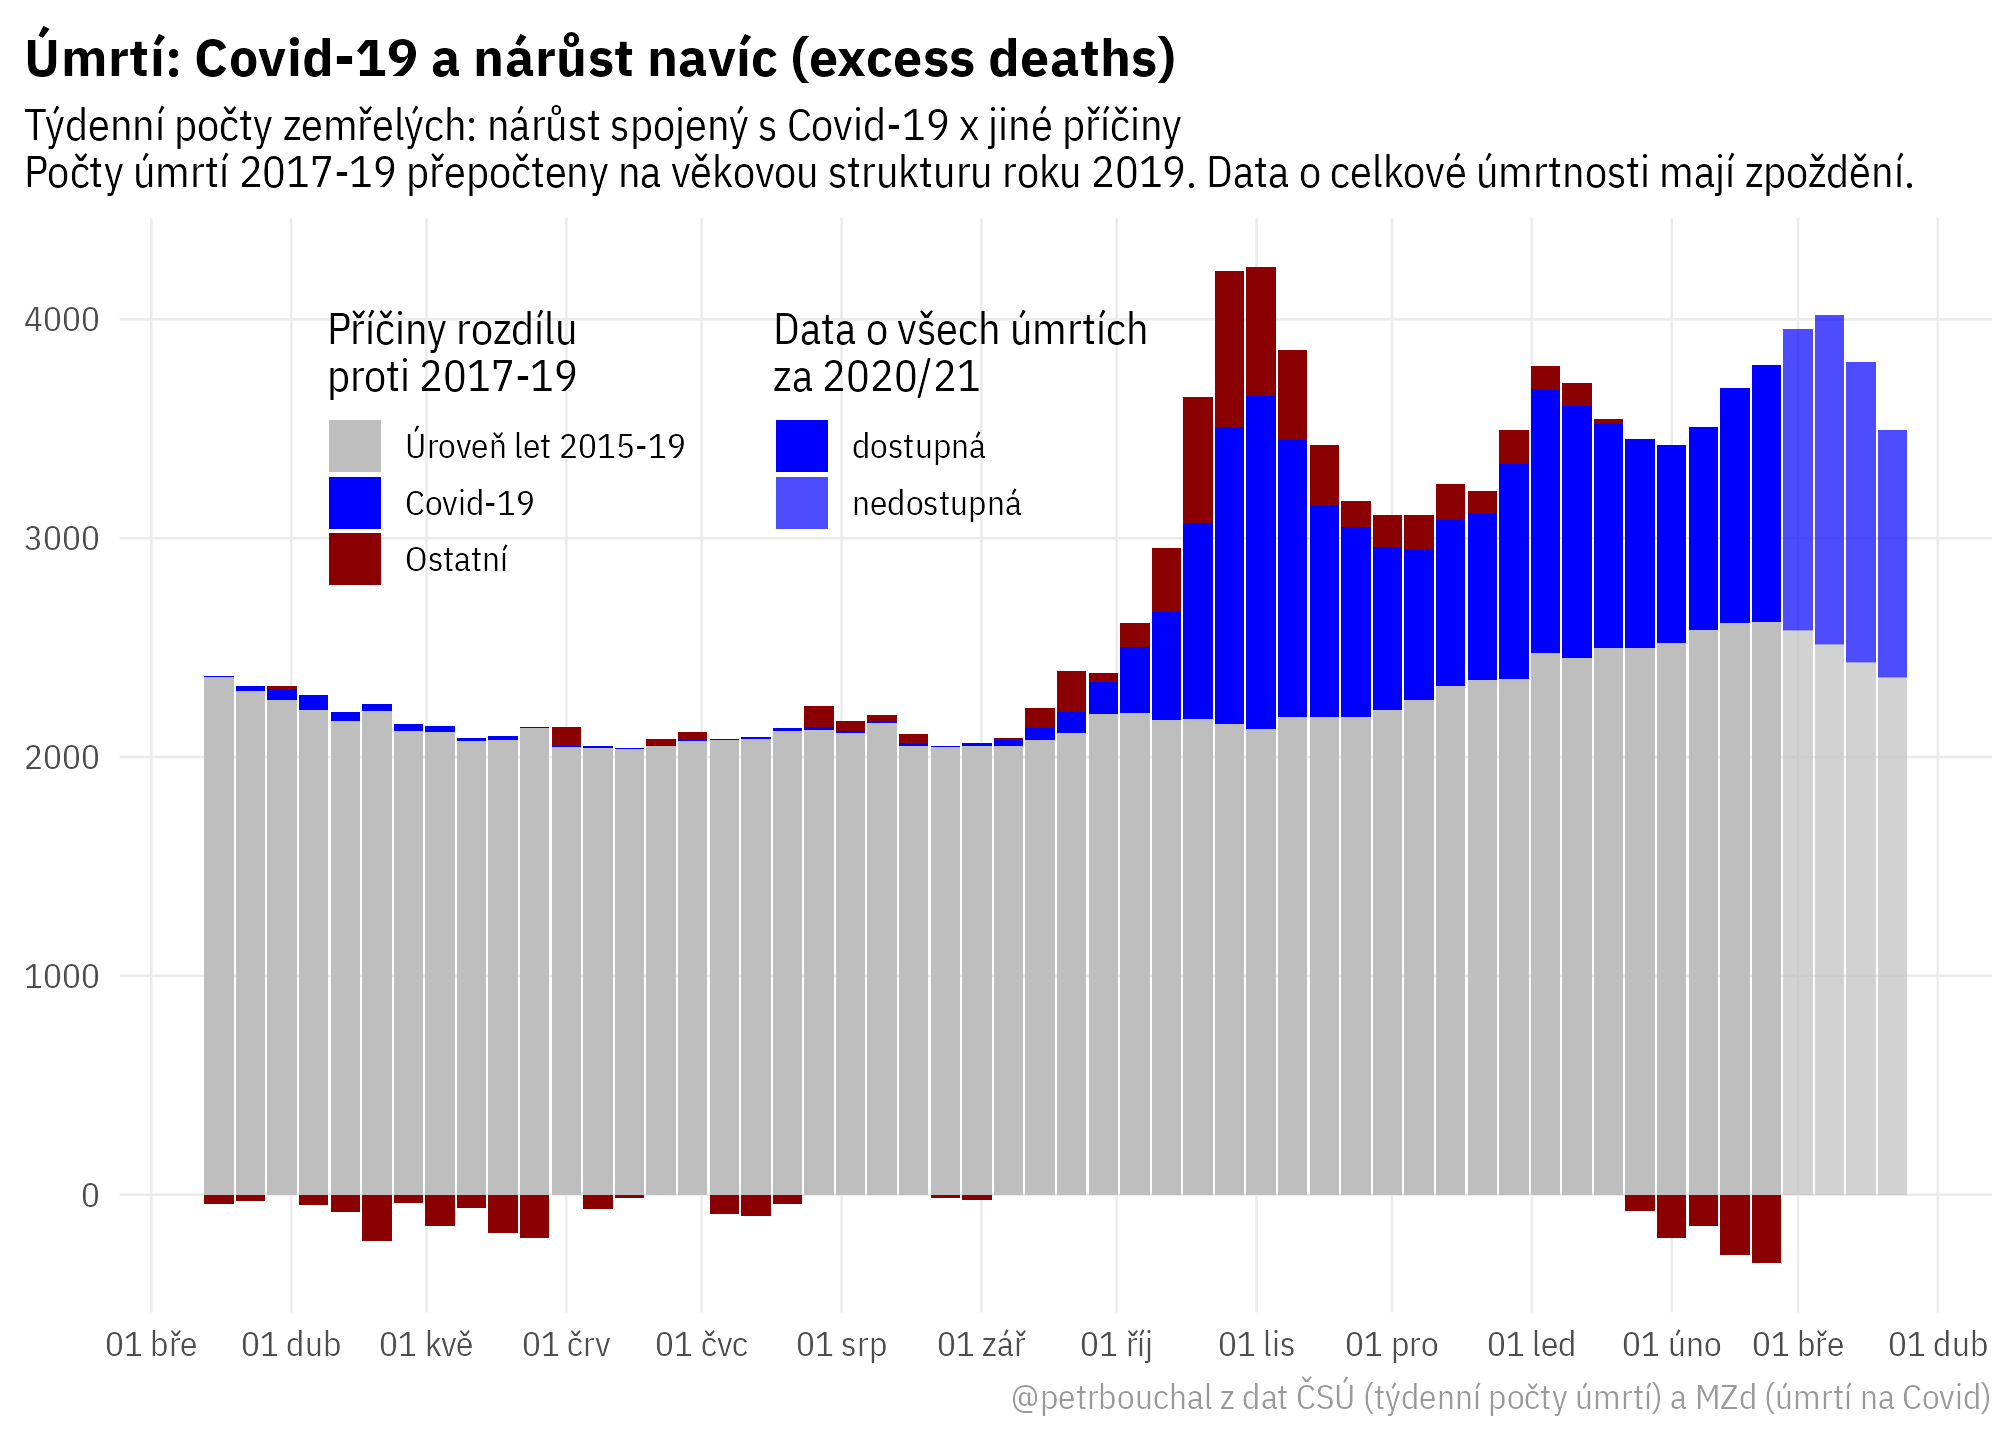 Úmrtí: Covid-19 a nárůst navíc (excess deaths)
Týdenní počty zemřelých: nárůst spojený s Covid-19 x jiné příčiny
Počty úmrtí 2017-19 přepočteny na věkovou strukturu roku 2019. Data o celkové úmrtnosti mají zpoždění.
Příčiny rozdílu
proti 2017-19
Úroveň let 2015-19
Covid-19
Ostatní
Data o všech úmrtích
za 2020/21
dostupná
nedostupná
4000
3000
2000
1000
0
01 bře 01 dub 01 kvě 01 črv 01 čvc 01 srp 01 zář 01 říj 01 lis 01 pro 01 led 01 úno 01 bře 01 dub
@petrbouchal z dat ČSÚ (týdenní počty úmrtí) a MZd (úmrtí na Covid)